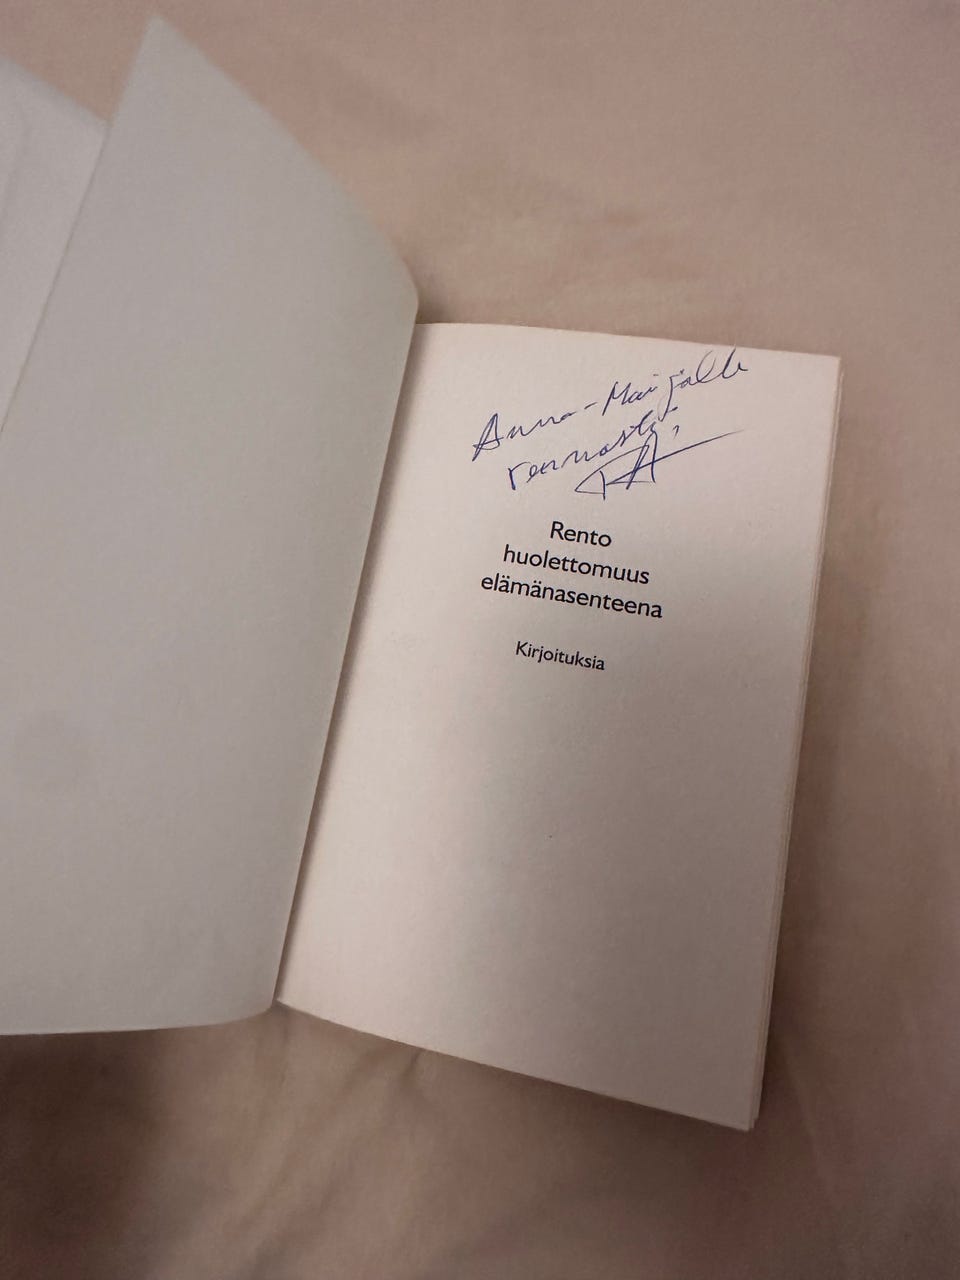 Anna-Maijalle
rennosti,
Rento
huolettomuus
elämänasenteena
Kirjoituksia